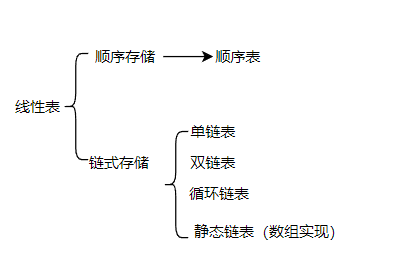 线性表
顺序存储
顺序表
链式存储
单链表
双链表
循环链表
静态链表（数组实现）